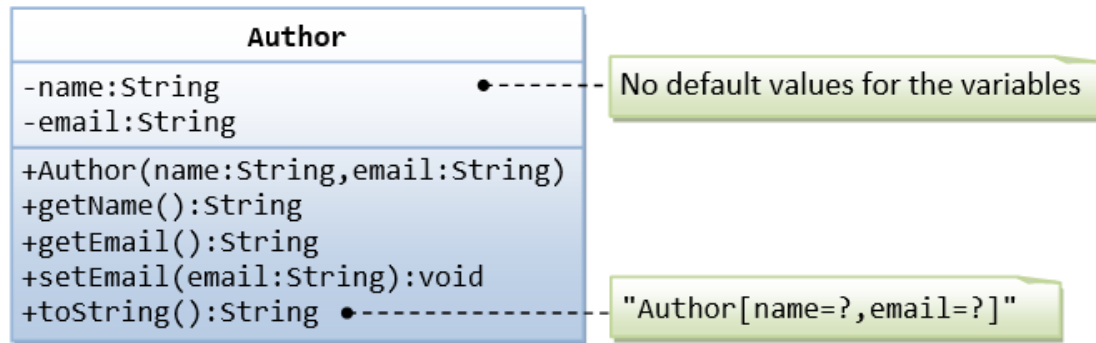 Author
-name:String
-email:String
No default values for the variables
+Author(name:String,email:String)
+getName():String
+getEmail():String
+setEmail(email:String):void
+toString():String
"Author[name=?,email=?]"